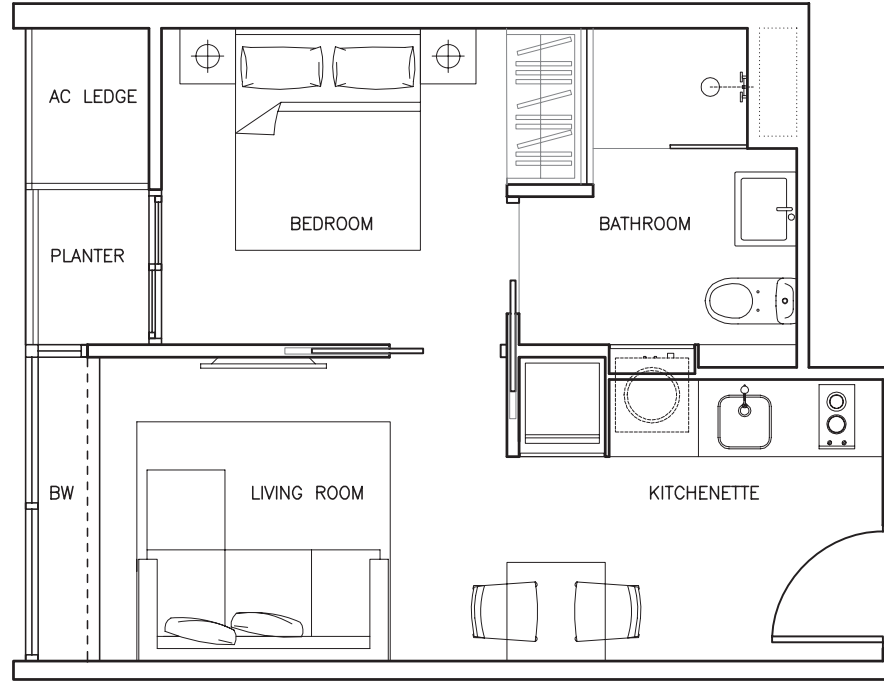 AC LEDGE
BEDROOM
BATHROOM
PLANTER
BW
LIVING ROOM
KITCHENETTE